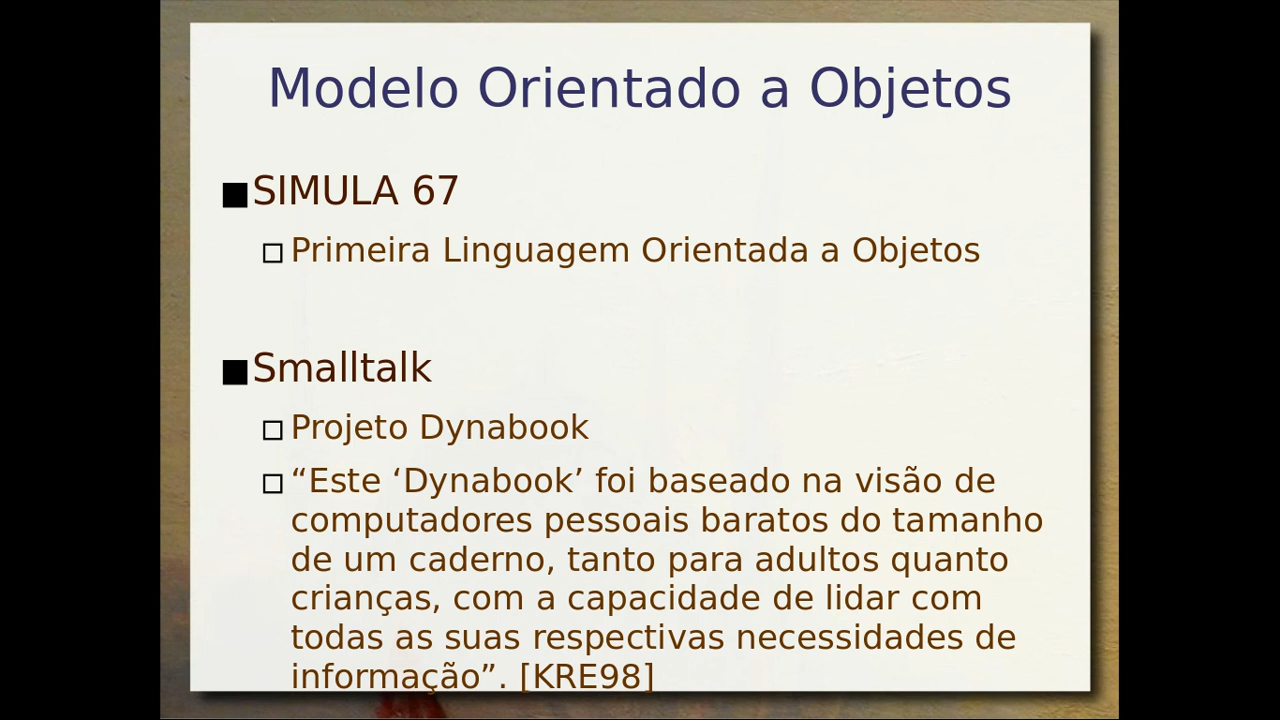 Modelo Orientado a Objetos
SIMULA 67
Primeira Linguagem Orientada a Objetos
Smalltalk
Projeto Dynabook
“Este ‘Dynabook’ foi baseado na visão de
computadores pessoais baratos do tamanho
de um caderno, tanto para adultos quanto
crianças, com a capacidade de lidar com
todas as suas respectivas necessidades de
informação”. [KRE98]